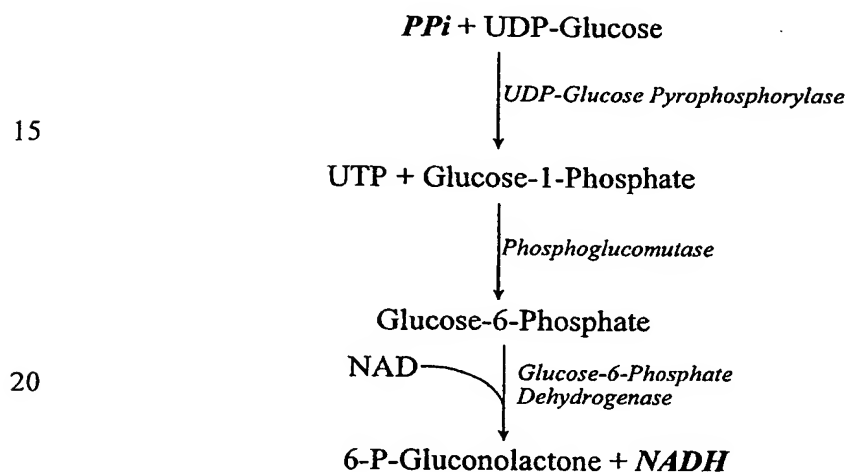 PPi + UDP-Glucose
UDP-Glucose Pyrophosphorylase
15
UTP + Glucose-1-Phosphate
Phosphoglucomutase
Glucose-6-Phosphate
NAD
Glucose-6-Phosphate
20
Dehydrogenase
6-P-Gluconolactone + NADH